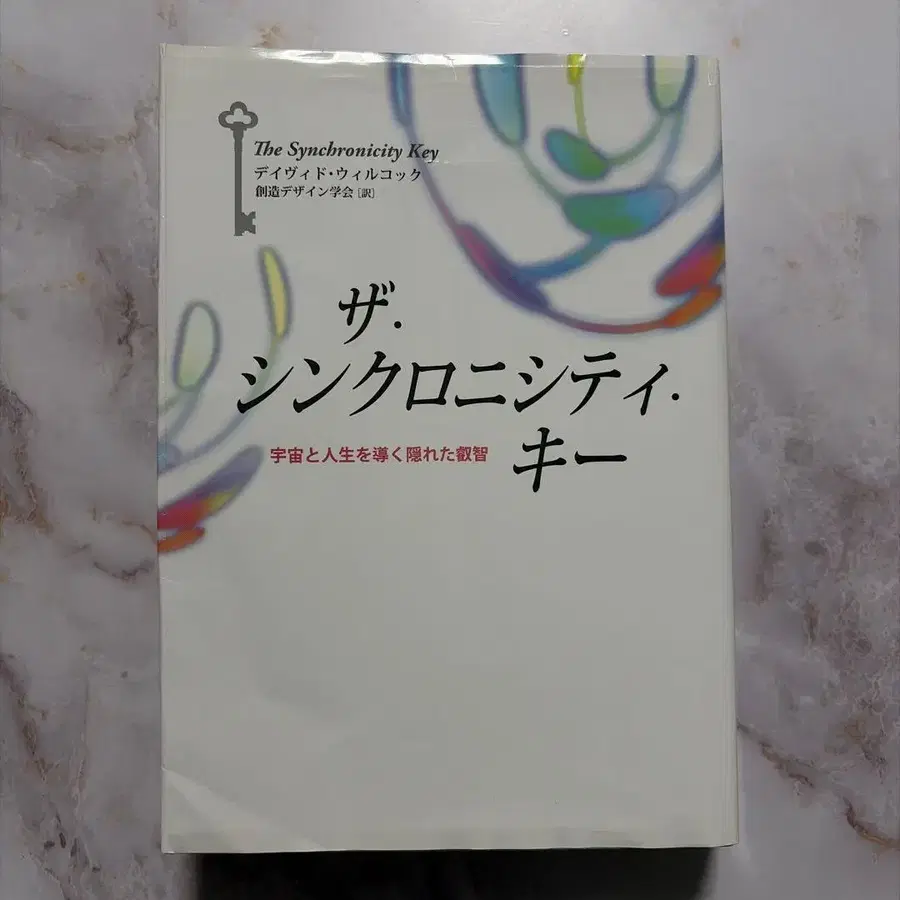 The Synchronicity Key
デイヴィド・ウィルコック
創造デザイン学会[訳]
ザ・
シンクロニシティ・
キー
宇宙と人生を導く隠れた叡智